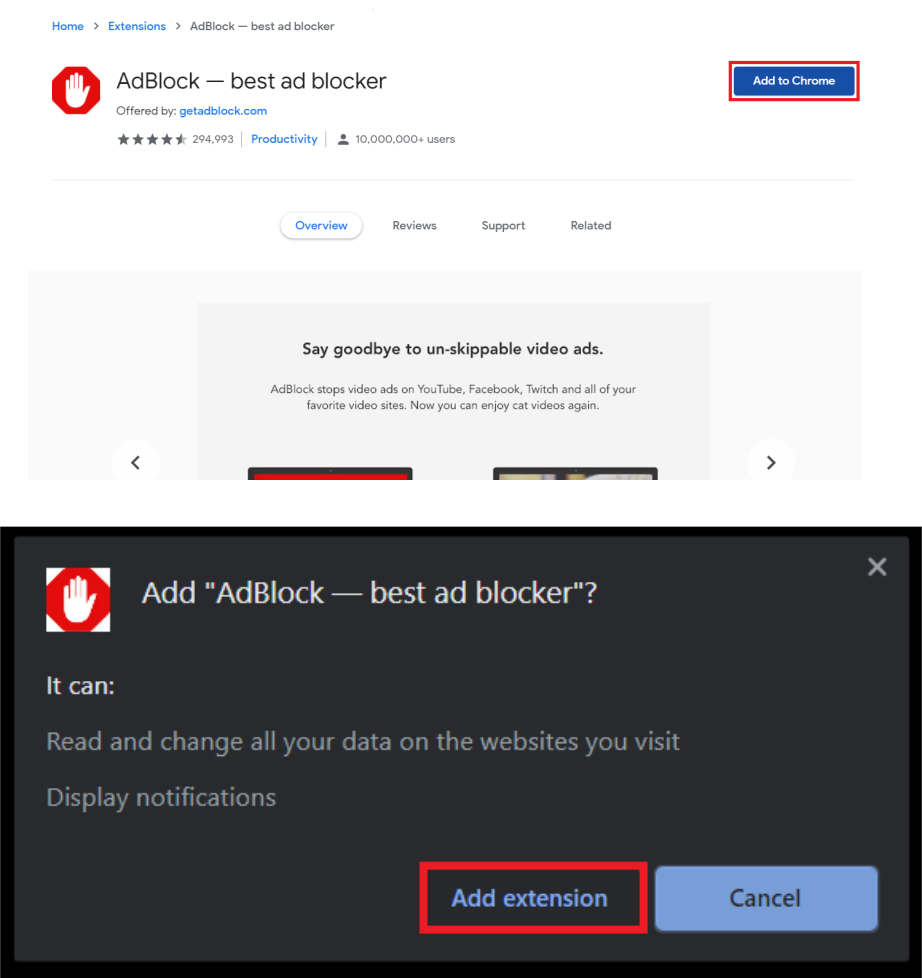 Home > Extensions > AdBlock — best ad blocker
AdBlock — best ad blocker
Add to Chrome
Offered by: getadblock.com
294,993 | Productivity | 10,000,000+ users
Overview Reviews Support Related
Say goodbye to un-skippable video ads.
AdBlock stops video ads on YouTube, Facebook, Twitch and all of your
favorite video sites. Now you can enjoy cat videos again.
Add "AdBlock — best ad blocker"?
It can:
Read and change all your data on the websites you visit
Display notifications
Add extension Cancel